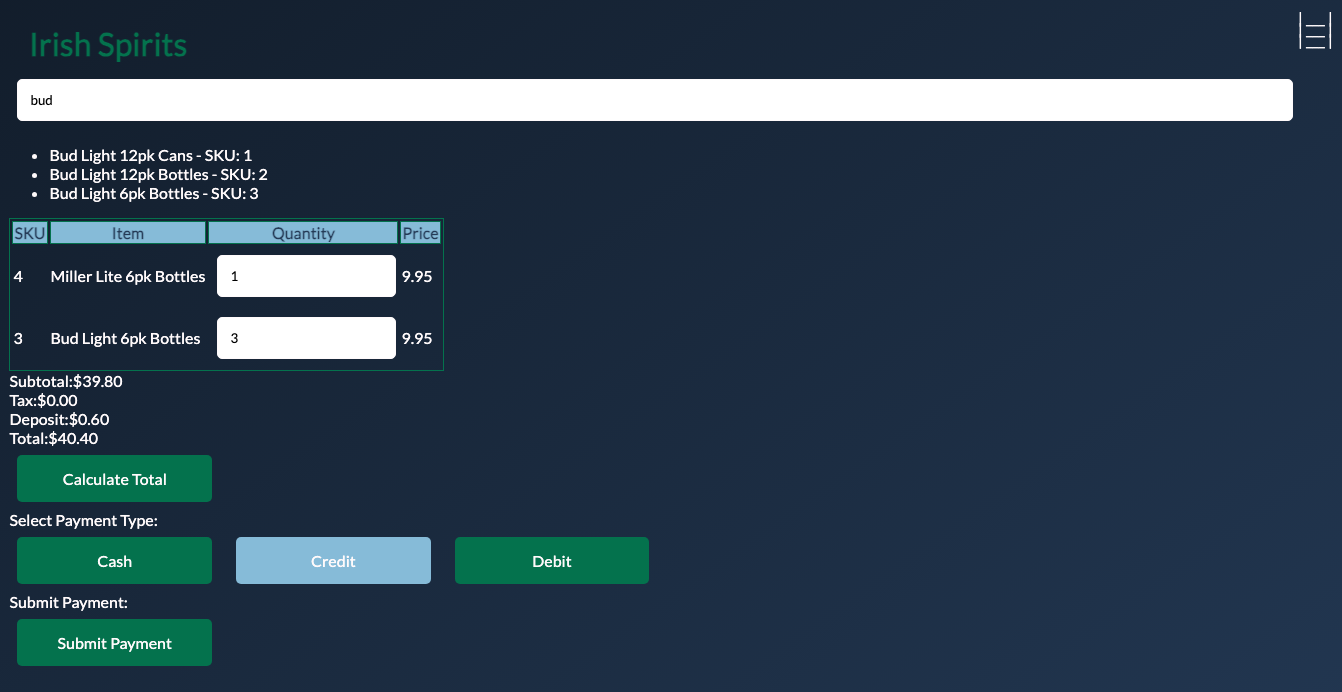 Irish Spirits
bud
Bud Light 12pk Cans - SKU: 1
Bud Light 12pk Bottles - SKU: 2
Bud Light 6pk Bottles - SKU: 3
SKU Item Quantity Price
4 Miller Lite 6pk Bottles 1 9.95
3 Bud Light 6pk Bottles 3 9.95
Subtotal:$39.80
Tax:$0.00
Deposit:$0.60
Total:$40.40
Calculate Total
Select Payment Type:
Cash Credit Debit
Submit Payment:
Submit Payment